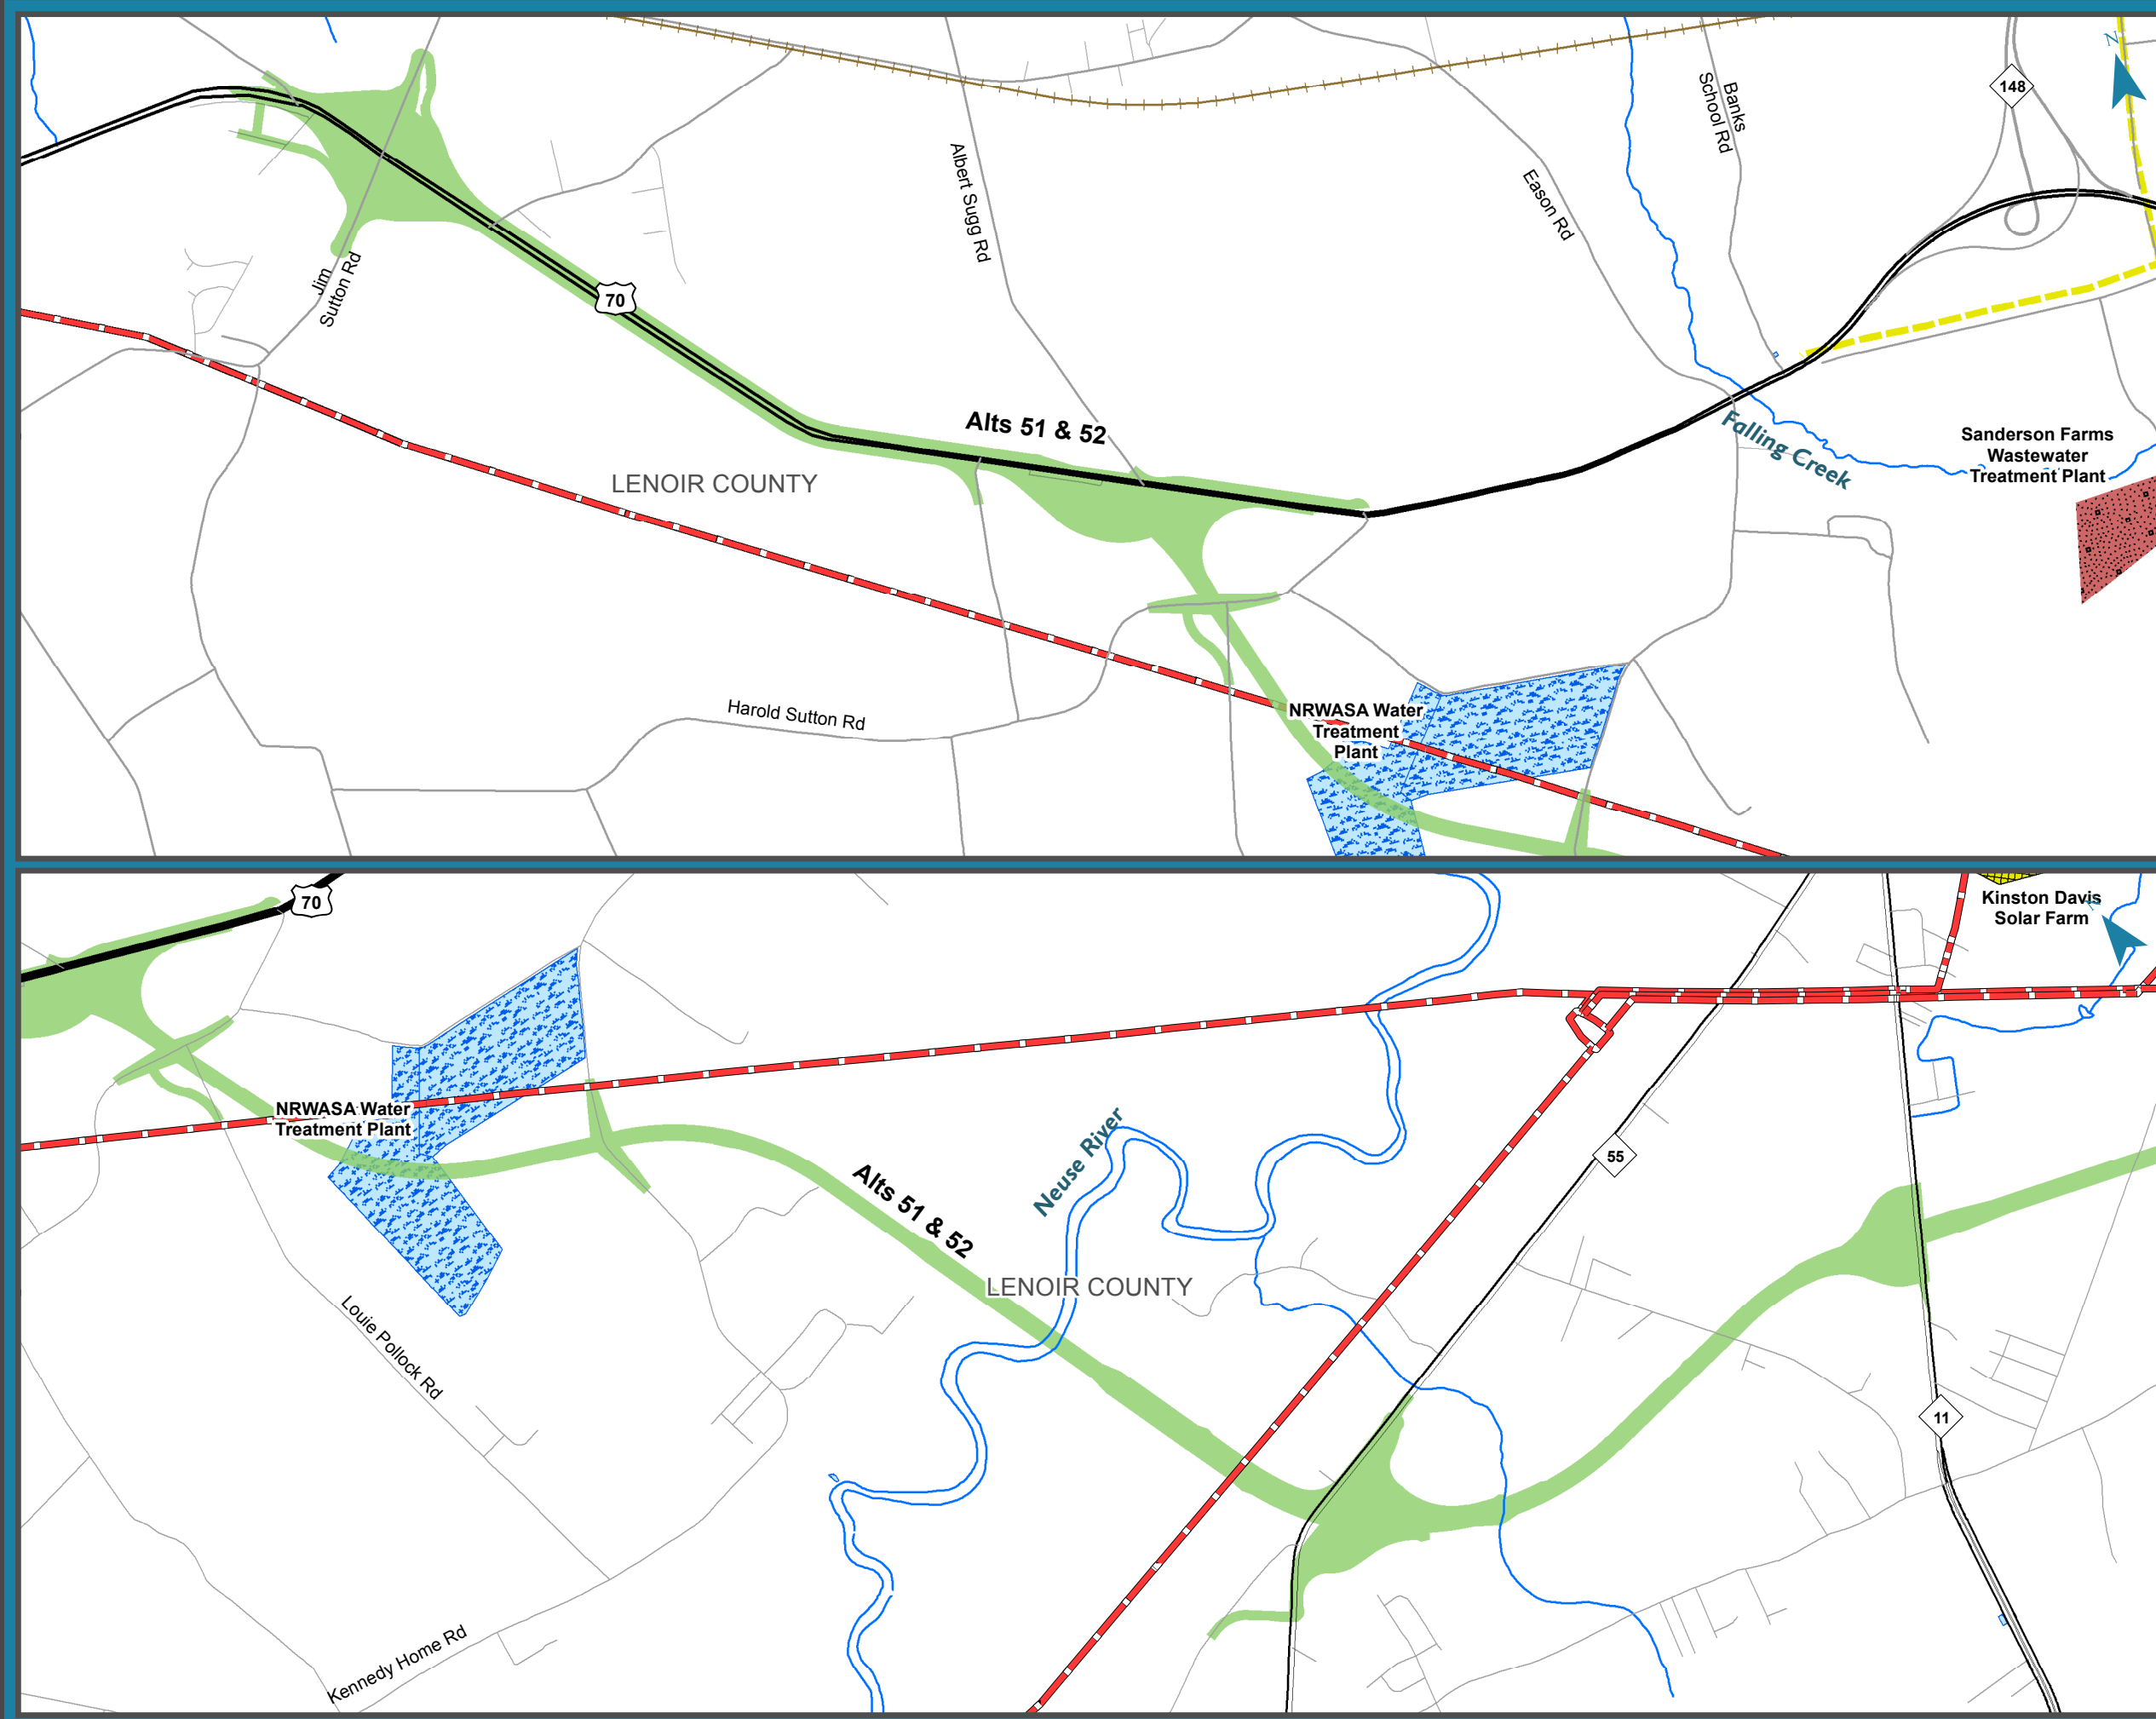 N
148
Banks
School Rd
Albert Sugg Rd
Eason Rd
Jim
Sutton Rd
70
Alts 51 & 52
Falling Creek
Sanderson Farms
Wastewater
Treatment Plant
LENOIR COUNTY
Harold Sutton Rd
NRWASA Water
Treatment
Plant
70
Kinston Davis
Solar Farm
N
NRWASA Water
Treatment Plant
Neuse River
55
Alts 51 & 52
LENOIR COUNTY
Louie Pollock Rd
11
Kennedy Home Rd